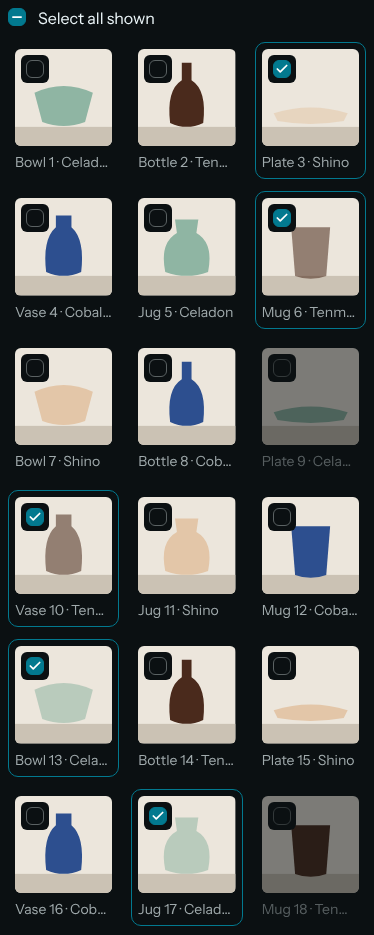 Select all shown
Bowl 1 · Celad...
Bottle 2 · Ten...
Plate 3 · Shino
Vase 4 · Cobal...
Jug 5 · Celadon
Mug 6 · Tenm...
Bowl 7 · Shino
Bottle 8 · Cob...
Plate 9 · Cela...
Vase 10 · Ten...
Jug 11 · Shino
Mug 12 · Coba...
Bowl 13 · Cela...
Bottle 14 · Ten...
Plate 15 · Shino
Vase 16 · Cob...
Jug 17 · Celad...
Mug 18 · Ten...